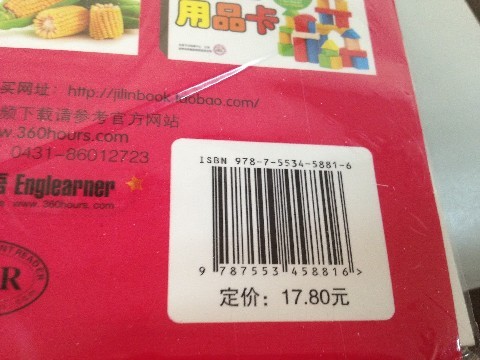 用品卡
买网址：http://jilinbook.taobao.com/
频下载请参考官方网站
www.360hours.com
0431-86012723
Englearner
www.360hours.com
R
ISBN 978-7-5534-5881-6
9 787553 458816 >
定价：17.80元